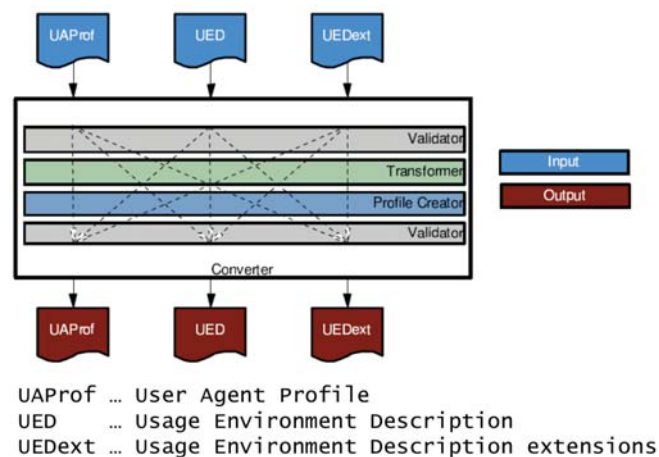 UAProf UED UEDext
Validator
Transformer
Input
Profile Creator
Output
Validator
Converter
UAProf UED UEDext
UAProf … User Agent Profile
UED … Usage Environment Description
UEDext … Usage Environment Description extensions